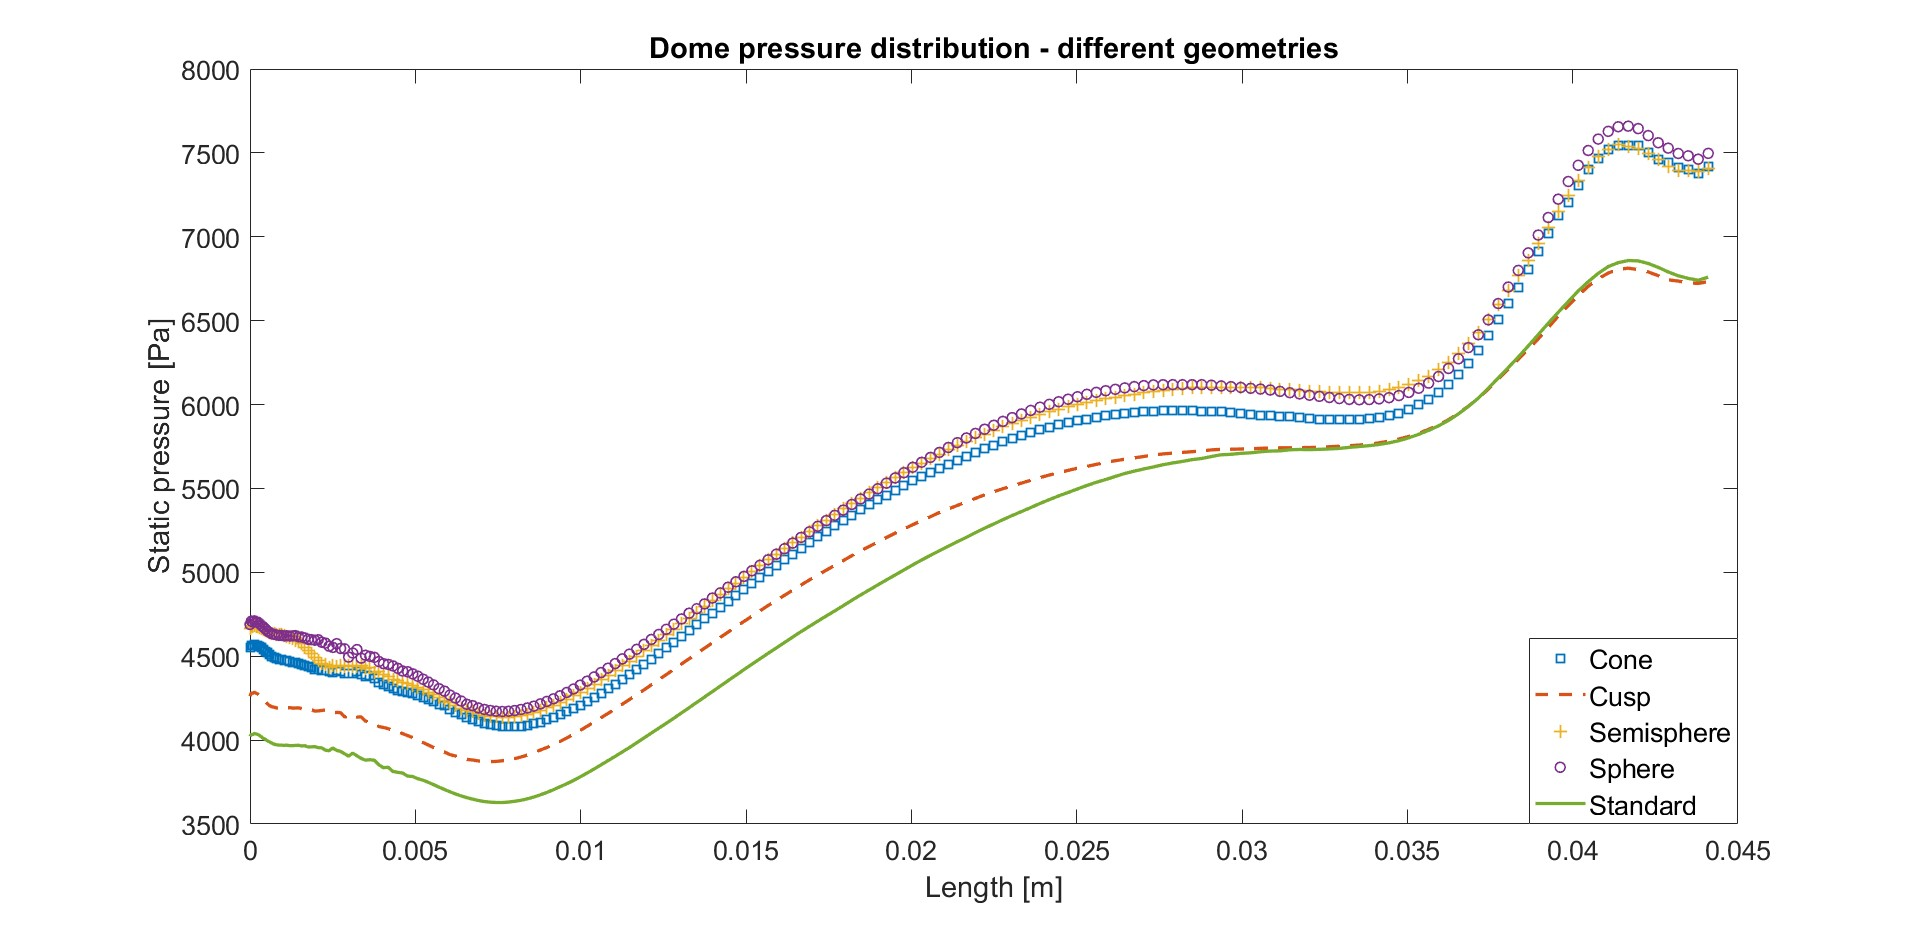 Dome pressure distribution - different geometries
8000
7500
7000
6500
6000
5500
5000
4500
4000
3500
Static pressure [Pa]
0 0.005 0.01 0.015 0.02 0.025 0.03 0.035 0.04 0.045
Length [m]
Cone
Cusp
Semisphere
Sphere
Standard